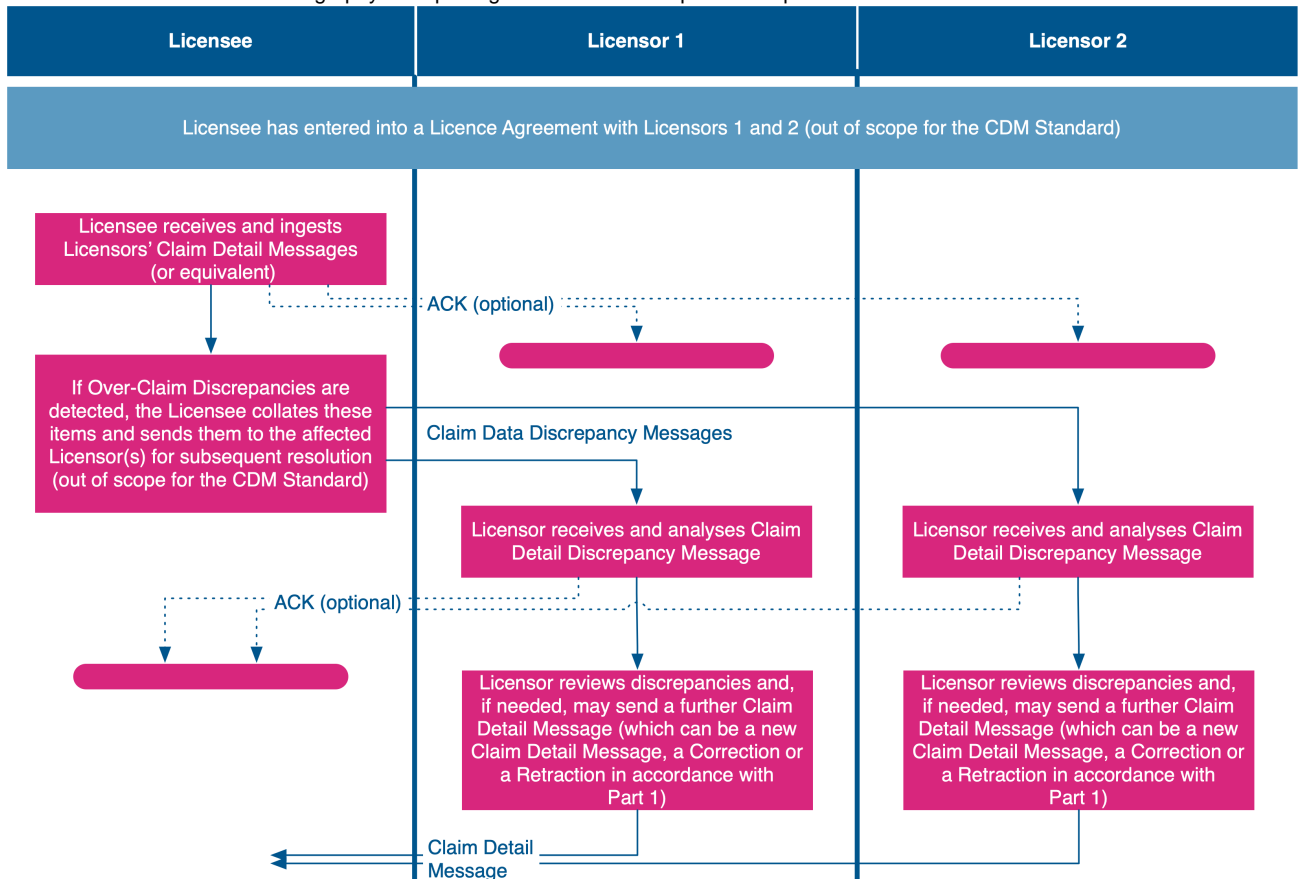 Licensee
Licensor 1
Licensor 2
Licensee has entered into a Licence Agreement with Licensors 1 and 2 (out of scope for the CDM Standard)
Licensee receives and ingests
Licensors' Claim Detail Messages
(or equivalent)
ACK (optional)
If Over-Claim Discrepancies are
detected, the Licensee collates these
items and sends them to the affected
Licensor(s) for subsequent resolution
(out of scope for the CDM Standard)
Claim Data Discrepancy Messages
Licensor receives and analyses Claim
Detail Discrepancy Message
Licensor receives and analyses Claim
Detail Discrepancy Message
ACK (optional)
Licensor reviews discrepancies and,
if needed, may send a further Claim
Detail Message (which can be a new
Claim Detail Message, a Correction or
a Retraction in accordance with
Part 1)
Licensor reviews discrepancies and,
if needed, may send a further Claim
Detail Message (which can be a new
Claim Detail Message, a Correction or
a Retraction in accordance with
Part 1)
Claim Detail
Message